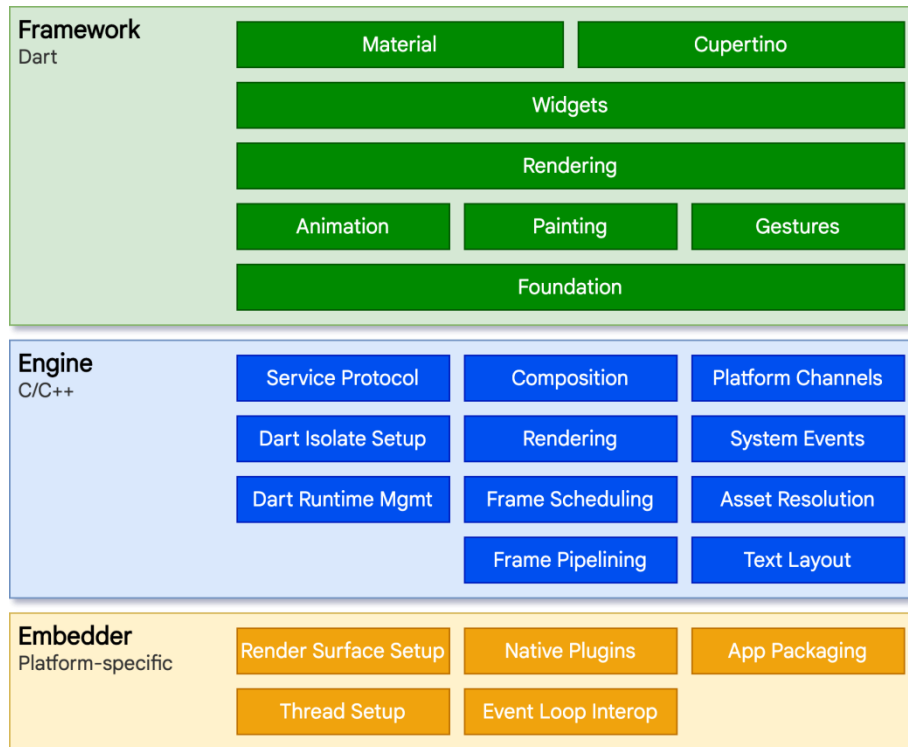 Framework
Dart
Material
Cupertino
Widgets
Rendering
Animation
Painting
Gestures
Foundation
Engine
C/C++
Service Protocol
Composition
Platform Channels
Dart Isolate Setup
Rendering
System Events
Dart Runtime Mgmt
Frame Scheduling
Asset Resolution
Frame Pipelining
Text Layout
Embedder
Platform-specific
Render Surface Setup
Native Plugins
App Packaging
Thread Setup
Event Loop Interop